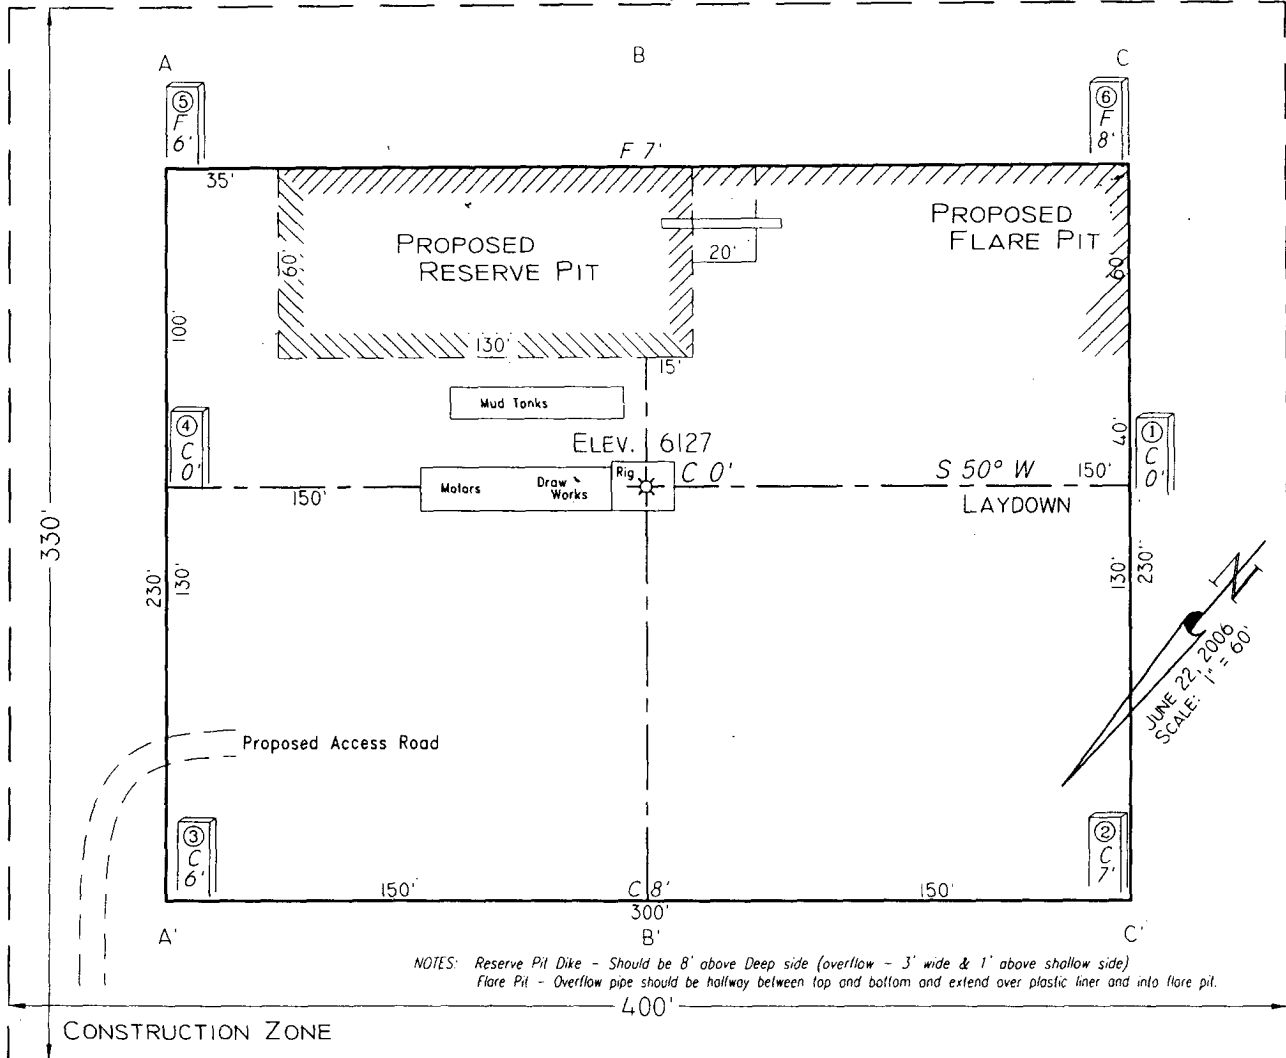 A
B
C
⑤
F
6'
⑥
F
8'
F 7'
35'
PROPOSED
RESERVE PIT
60'
20'
PROPOSED
FLARE PIT
60'
100'
130'
15'
Mud Tanks
④
C
0'
ELEV. 6127
C 0'
40'
①
C
0'
Rig
Motors
Draw
Works
150'
S 50° W
150'
LAYDOWN
330'
230'
130'
130'
230'
N
JUNE 22, 2006
SCALE: 1" = 60'
Proposed Access Road
③
C
6'
②
C
7'
150'
C 8'
150'
300'
A'
B'
C'
NOTES: Reserve Pit Dike - Should be 8' above Deep side (overflow - 3' wide & 1' above shallow side)
Flare Pit - Overflow pipe should be halfway between top and bottom and extend over plastic liner and into flare pit.
400'
CONSTRUCTION ZONE